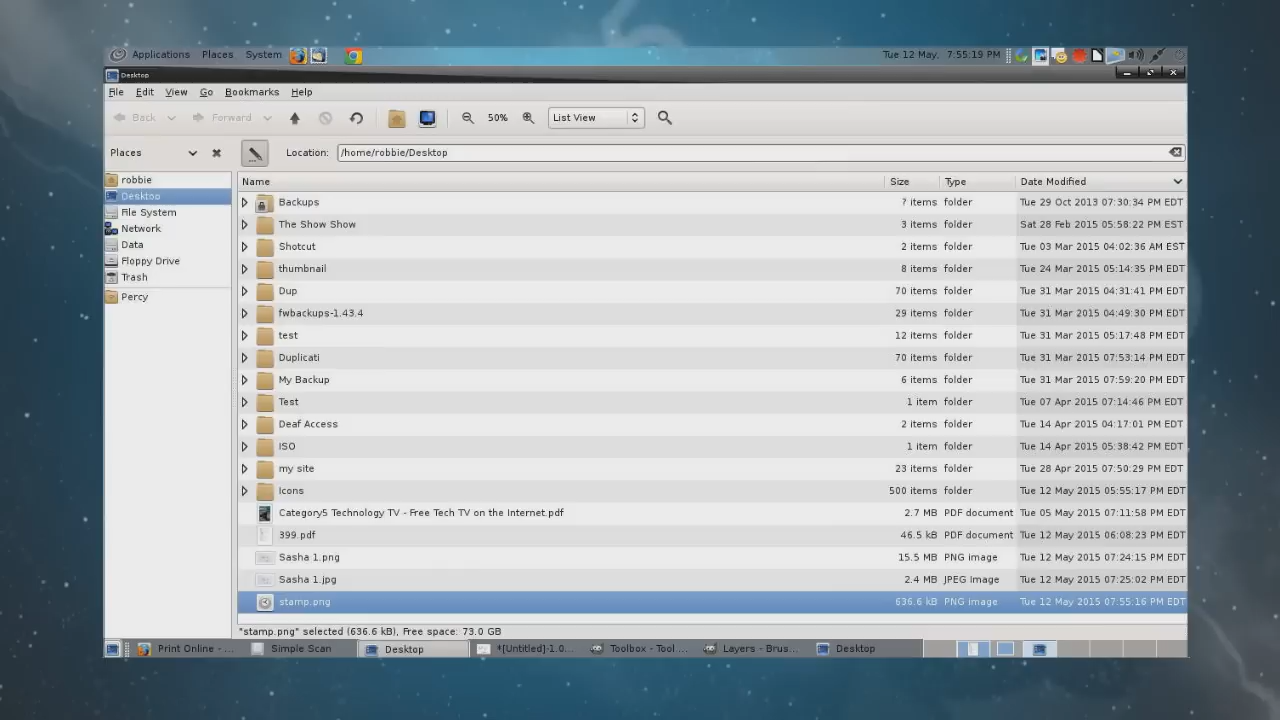 Applications Places System Tue 12 May, 7:55:19 PM
Desktop
File Edit View Go Bookmarks Help
Back Forward 50% List View
Places Location: /home/robbie/Desktop
robbie
Desktop
File System
Network
Data
Floppy Drive
Trash
Percy
Name Size Type Date Modified
Backups 7 items folder Tue 29 Oct 2013 07:30:34 PM EDT
The Show Show 3 items folder Sat 28 Feb 2015 05:58:22 PM EST
Shotcut 2 items folder Tue 03 Mar 2015 04:02:36 AM EST
thumbnail 8 items folder Tue 24 Mar 2015 05:14:35 PM EDT
Dup 70 items folder Tue 31 Mar 2015 04:31:41 PM EDT
fwbackups-1.43.4 29 items folder Tue 31 Mar 2015 04:49:30 PM EDT
test 12 items folder Tue 31 Mar 2015 05:17:48 PM EDT
Duplicati 70 items folder Tue 31 Mar 2015 07:53:14 PM EDT
My Backup 6 items folder Tue 31 Mar 2015 07:59:20 PM EDT
Test 1 item folder Tue 07 Apr 2015 07:14:46 PM EDT
Deaf Access 2 items folder Tue 14 Apr 2015 04:17:01 PM EDT
ISO 1 item folder Tue 14 Apr 2015 05:38:42 PM EDT
my site 23 items folder Tue 28 Apr 2015 07:50:29 PM EDT
Icons 500 items folder Tue 12 May 2015 05:55:17 PM EDT
Category5 Technology TV - Free Tech TV on the Internet.pdf 2.7 MB PDF document Tue 05 May 2015 07:11:58 PM EDT
399.pdf 46.5 kB PDF document Tue 12 May 2015 06:08:23 PM EDT
Sasha 1.png 15.5 MB PNG image Tue 12 May 2015 07:24:15 PM EDT
Sasha 1.jpg 2.4 MB JPEG Image Tue 12 May 2015 07:25:02 PM EDT
stamp.png 636.6 kB PNG image Tue 12 May 2015 07:55:16 PM EDT
"stamp.png" selected (636.6 kB), Free space: 73.0 GB
Print Online - ... Simple Scan Desktop *[Untitled]-1.0... Toolbox - Tool ... Layers - Brus... Desktop